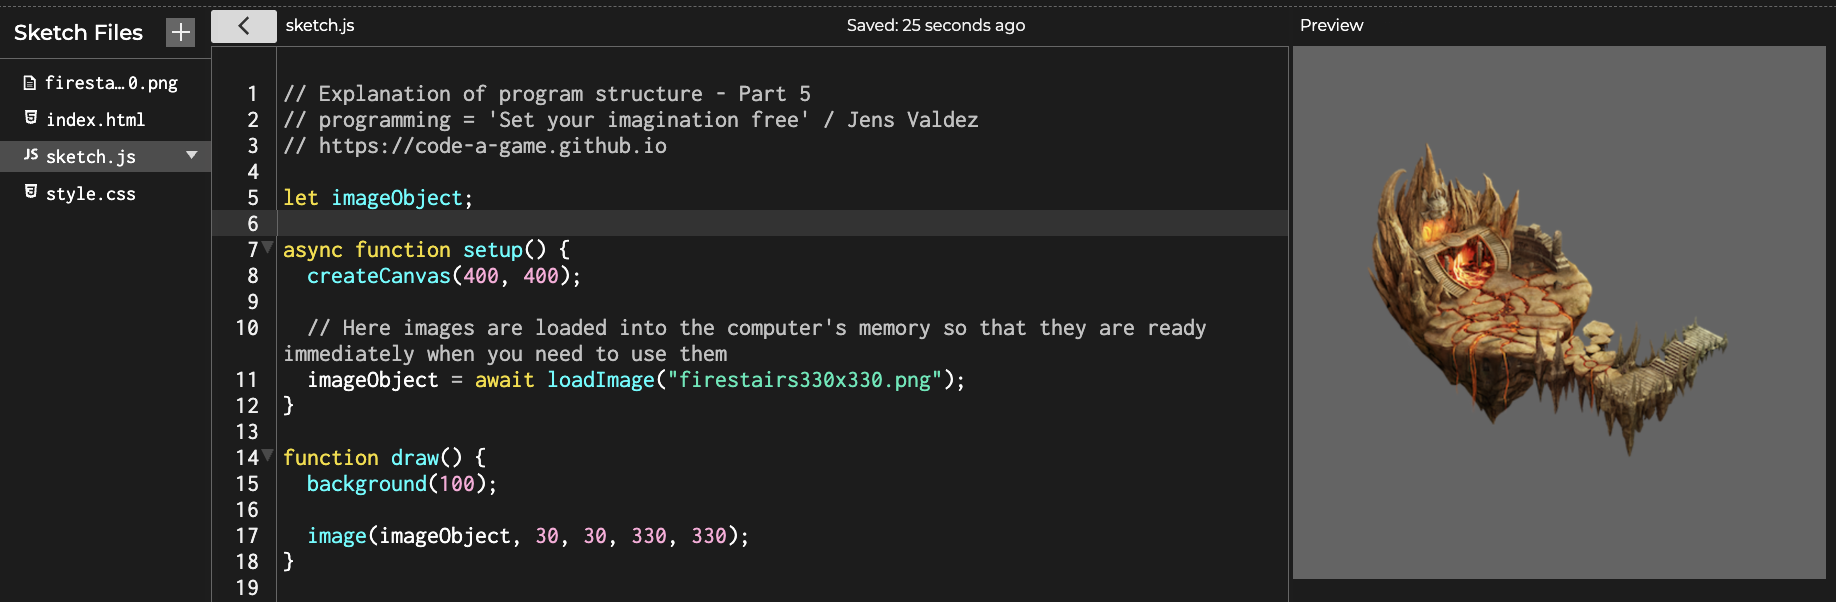 Sketch Files +
firesta…0.png
index.html
JS sketch.js
style.css
sketch.js
Saved: 25 seconds ago
Preview
1 // Explanation of program structure - Part 5
2 // programming = 'Set your imagination free' / Jens Valdez
3 // https://code-a-game.github.io
4
5 let imageObject;
6
7 async function setup() {
8 createCanvas(400, 400);
9
10 // Here images are loaded into the computer's memory so that they are ready
immediately when you need to use them
11 imageObject = await loadImage("firestairs330x330.png");
12 }
13
14 function draw() {
15 background(100);
16
17 image(imageObject, 30, 30, 330, 330);
18 }
19